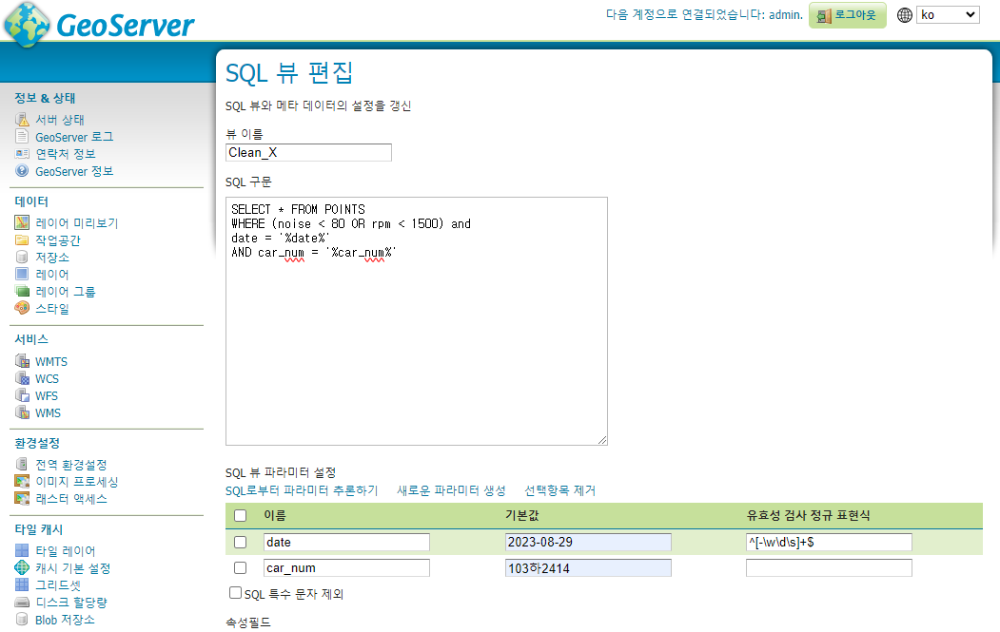 GeoServer
다음 계정으로 연결되었습니다: admin. 로그아웃 ko
정보 & 상태
서버 상태
GeoServer 로그
연락처 정보
GeoServer 정보
데이터
레이어 미리보기
작업공간
저장소
레이어
레이어 그룹
스타일
서비스
WMTS
WCS
WFS
WMS
환경설정
전역 환경설정
이미지 프로세싱
래스터 액세스
타일 캐시
타일 레이어
캐시 기본 설정
그리드셋
디스크 할당량
Blob 저장소
SQL 뷰 편집
SQL 뷰와 메타 데이터의 설정을 갱신
뷰 이름
Clean_X
SQL 구문
SELECT * FROM POINTS
WHERE (noise < 80 OR rpm < 1500) and
date = '%date%'
AND car_num = '%car_num%'
SQL 뷰 파라미터 설정
SQL로부터 파라미터 추론하기 새로운 파라미터 생성 선택항목 제거
이름 기본값 유효성 검사 정규 표현식
date 2023-08-29 ^[-\w\d\s]+$
car_num 103하2414
SQL 특수 문자 제외
속성필드